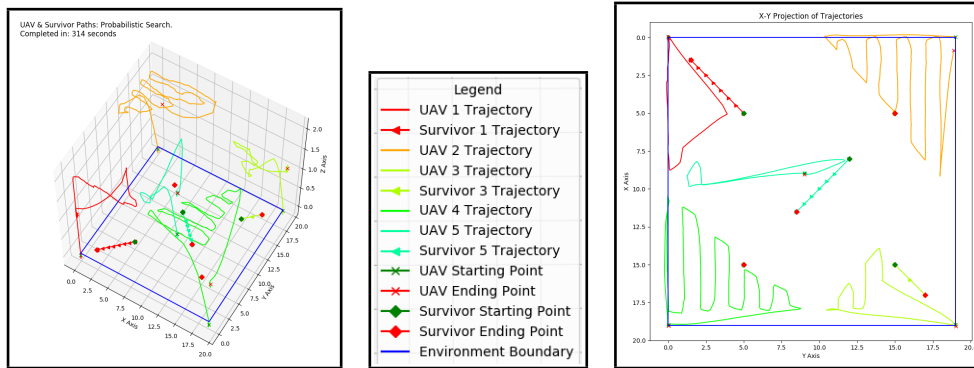 UAV & Survivor Paths: Probabilistic Search.
Completed in: 314 seconds
2.0
1.5
1.0
0.5
0.0
Z Axis
20.0
17.5
15.0
12.5
10.0
7.5
5.0
2.5
0.0
Y Axis
0.0
2.5
5.0
7.5
10.0
12.5
15.0
17.5
20.0
X Axis
Legend
UAV 1 Trajectory
Survivor 1 Trajectory
UAV 2 Trajectory
UAV 3 Trajectory
Survivor 3 Trajectory
UAV 4 Trajectory
UAV 5 Trajectory
Survivor 5 Trajectory
UAV Starting Point
UAV Ending Point
Survivor Starting Point
Survivor Ending Point
Environment Boundary
X-Y Projection of Trajectories
0.0
2.5
5.0
7.5
10.0
12.5
15.0
17.5
X Axis
0.0 2.5 5.0 7.5 10.0 12.5 15.0 17.5 20.0
Y Axis